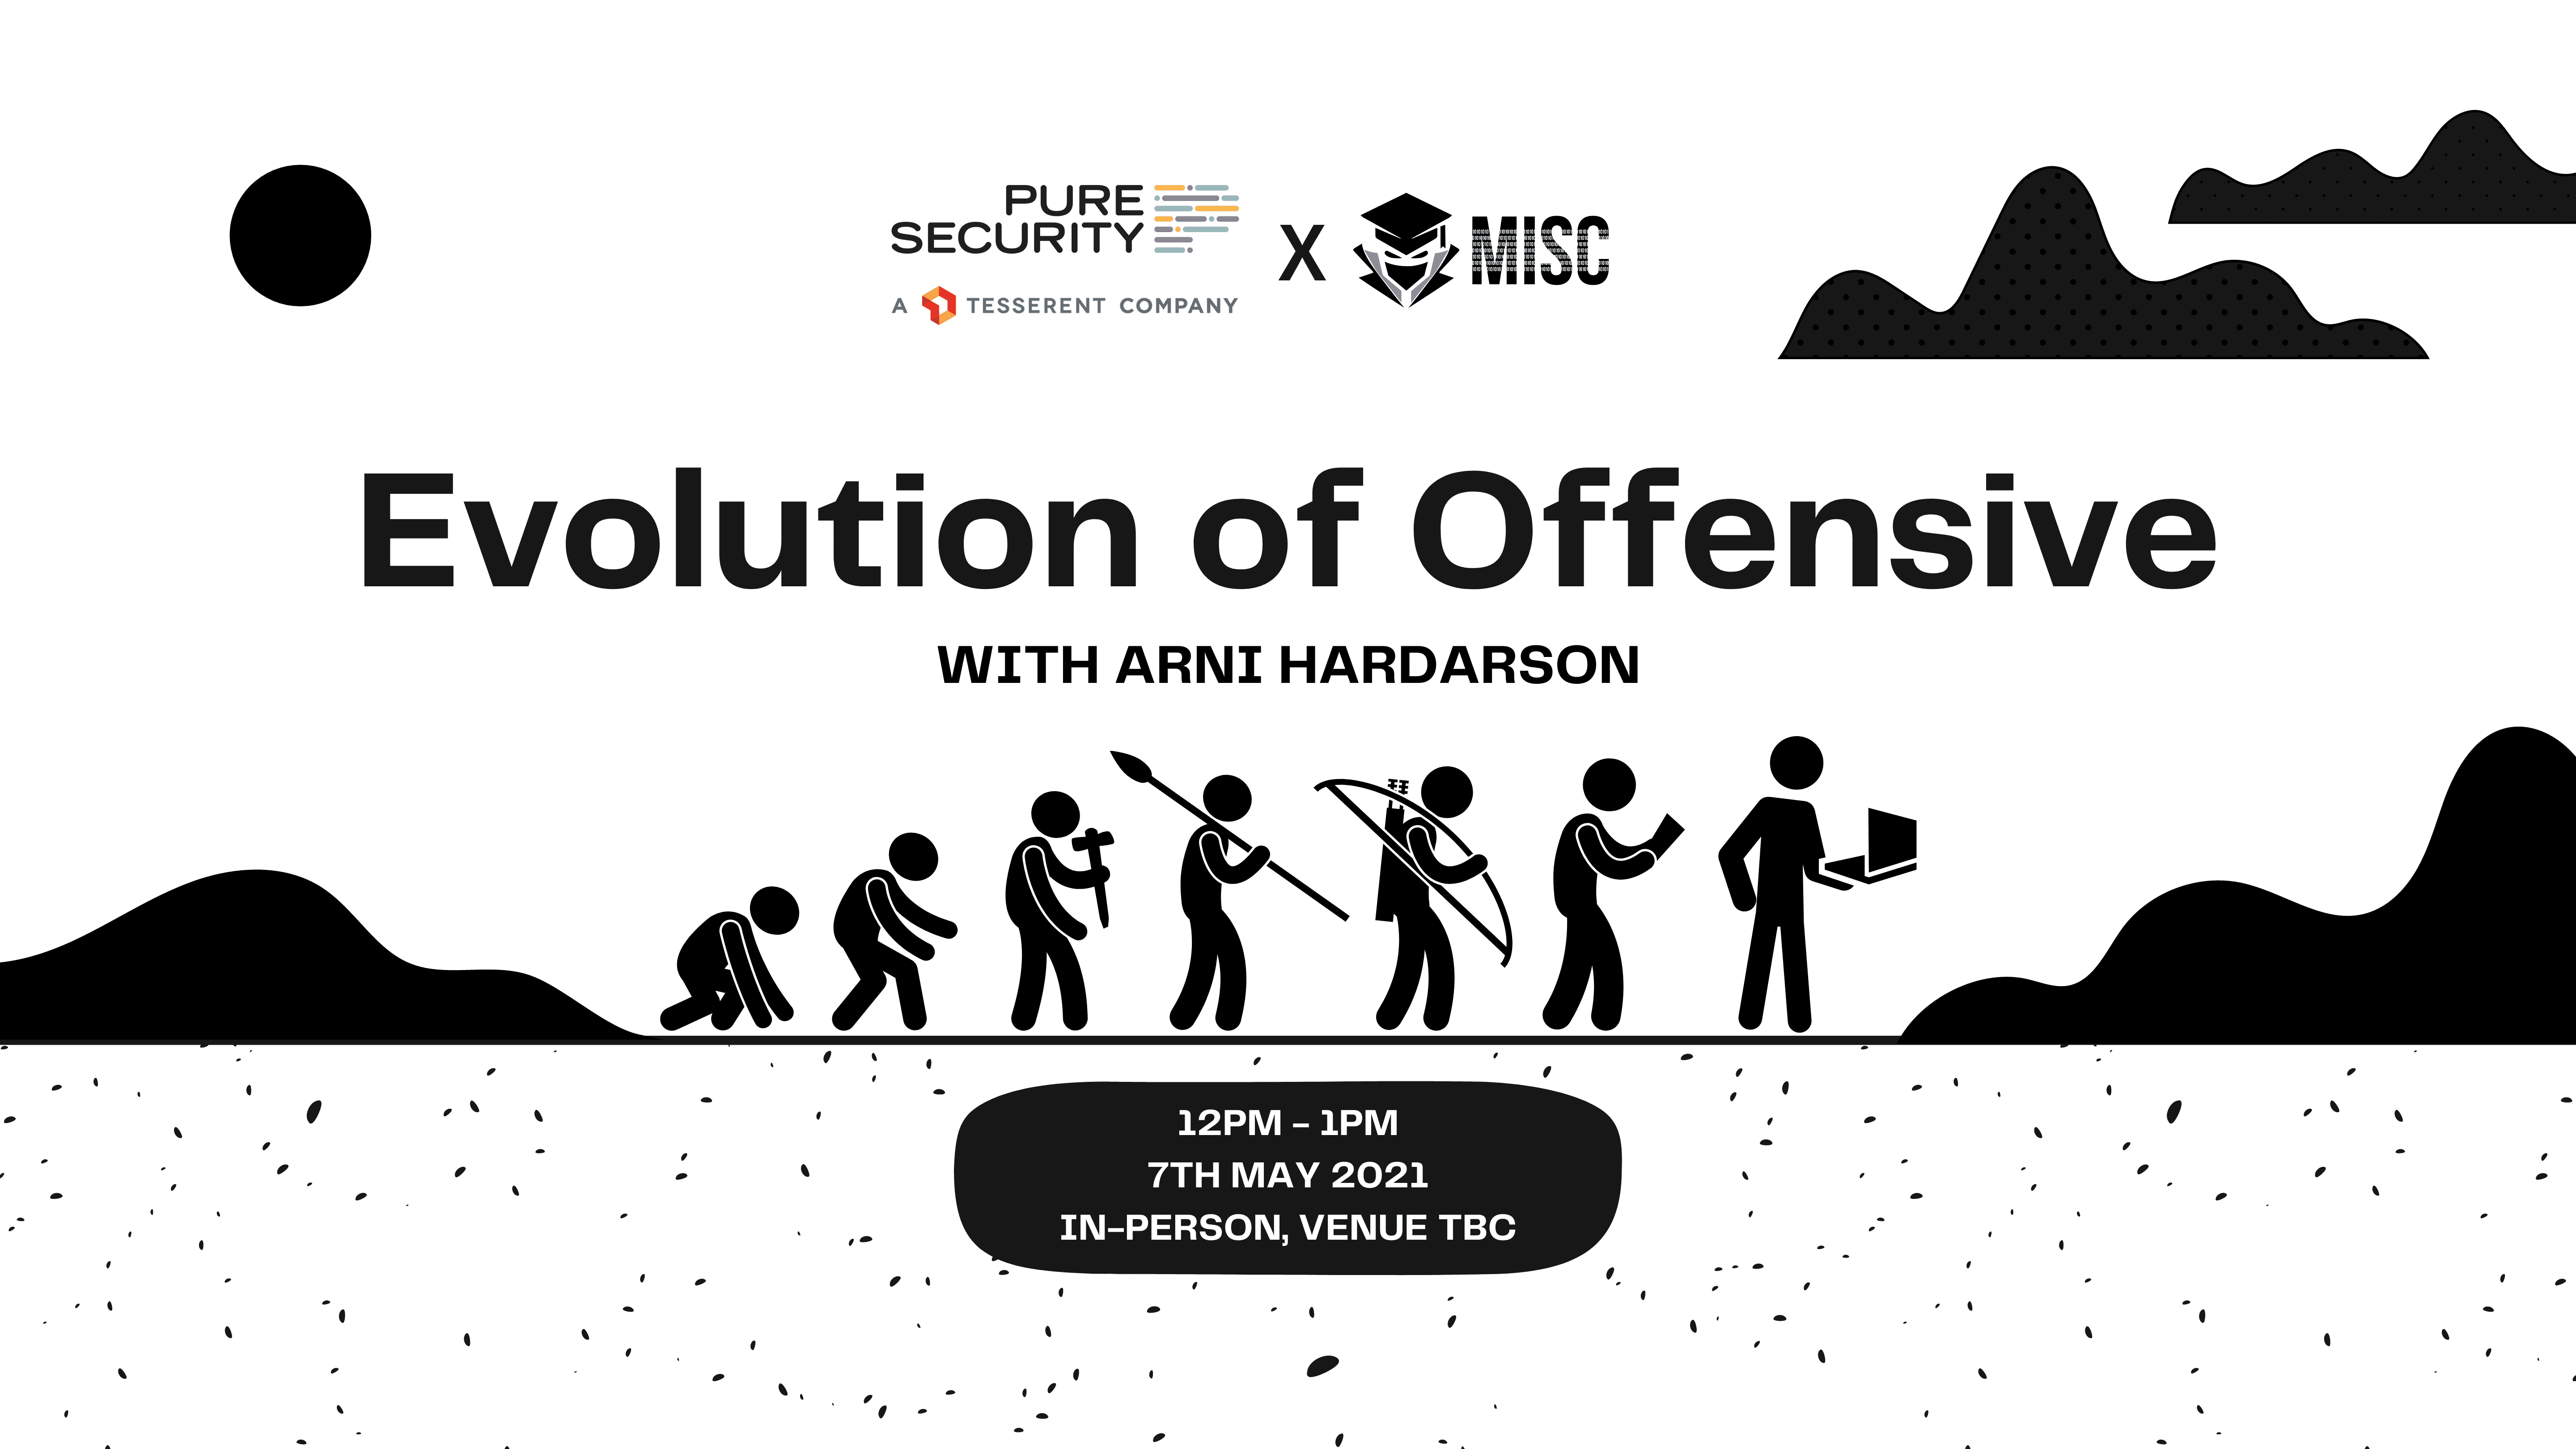 PURE
SECURITY
A TESSERENT COMPANY
X
MISC
Evolution of Offensive
WITH ARNI HARDARSON
12PM – 1PM
7TH MAY 2021
IN-PERSON, VENUE TBC